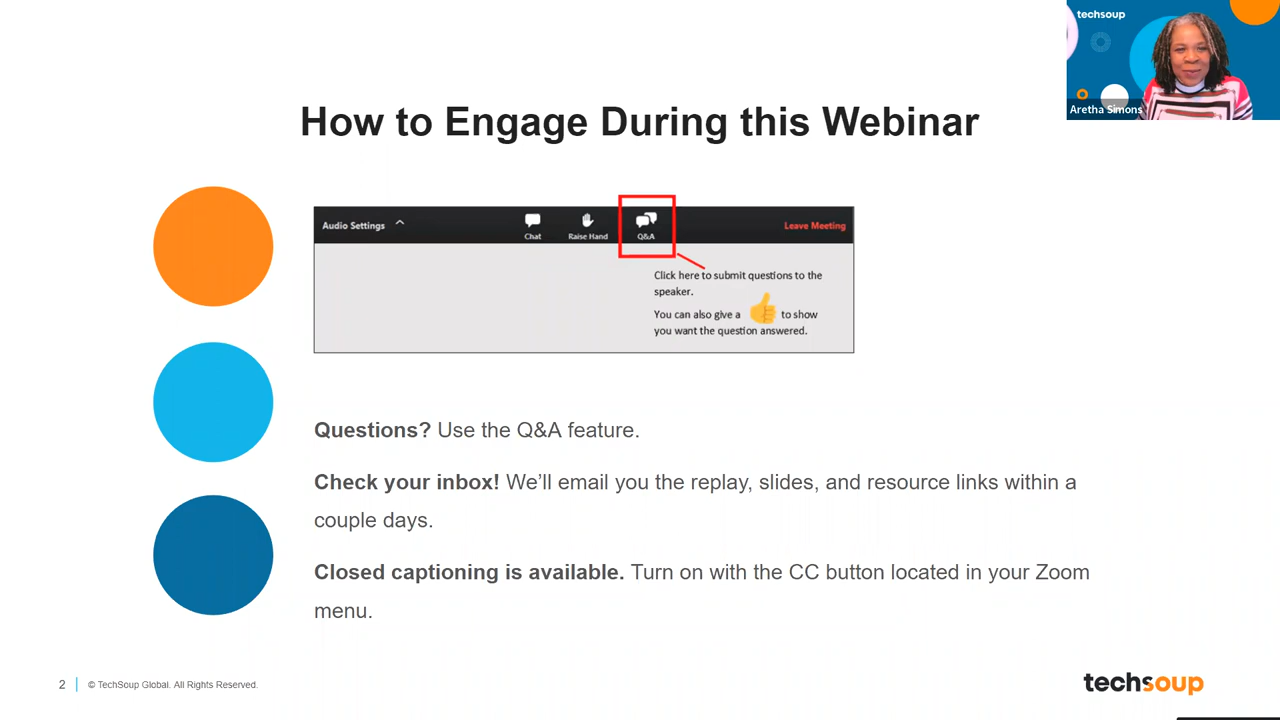 techsoup
Aretha Simons
How to Engage During this Webinar
Audio Settings
Chat
Raise Hand
Q&A
Leave Meeting
Click here to submit questions to the
speaker.
You can also give a to show
you want the question answered.
Questions? Use the Q&A feature.
Check your inbox! We’ll email you the replay, slides, and resource links within a
couple days.
Closed captioning is available. Turn on with the CC button located in your Zoom
menu.
2
© TechSoup Global. All Rights Reserved.
techsoup